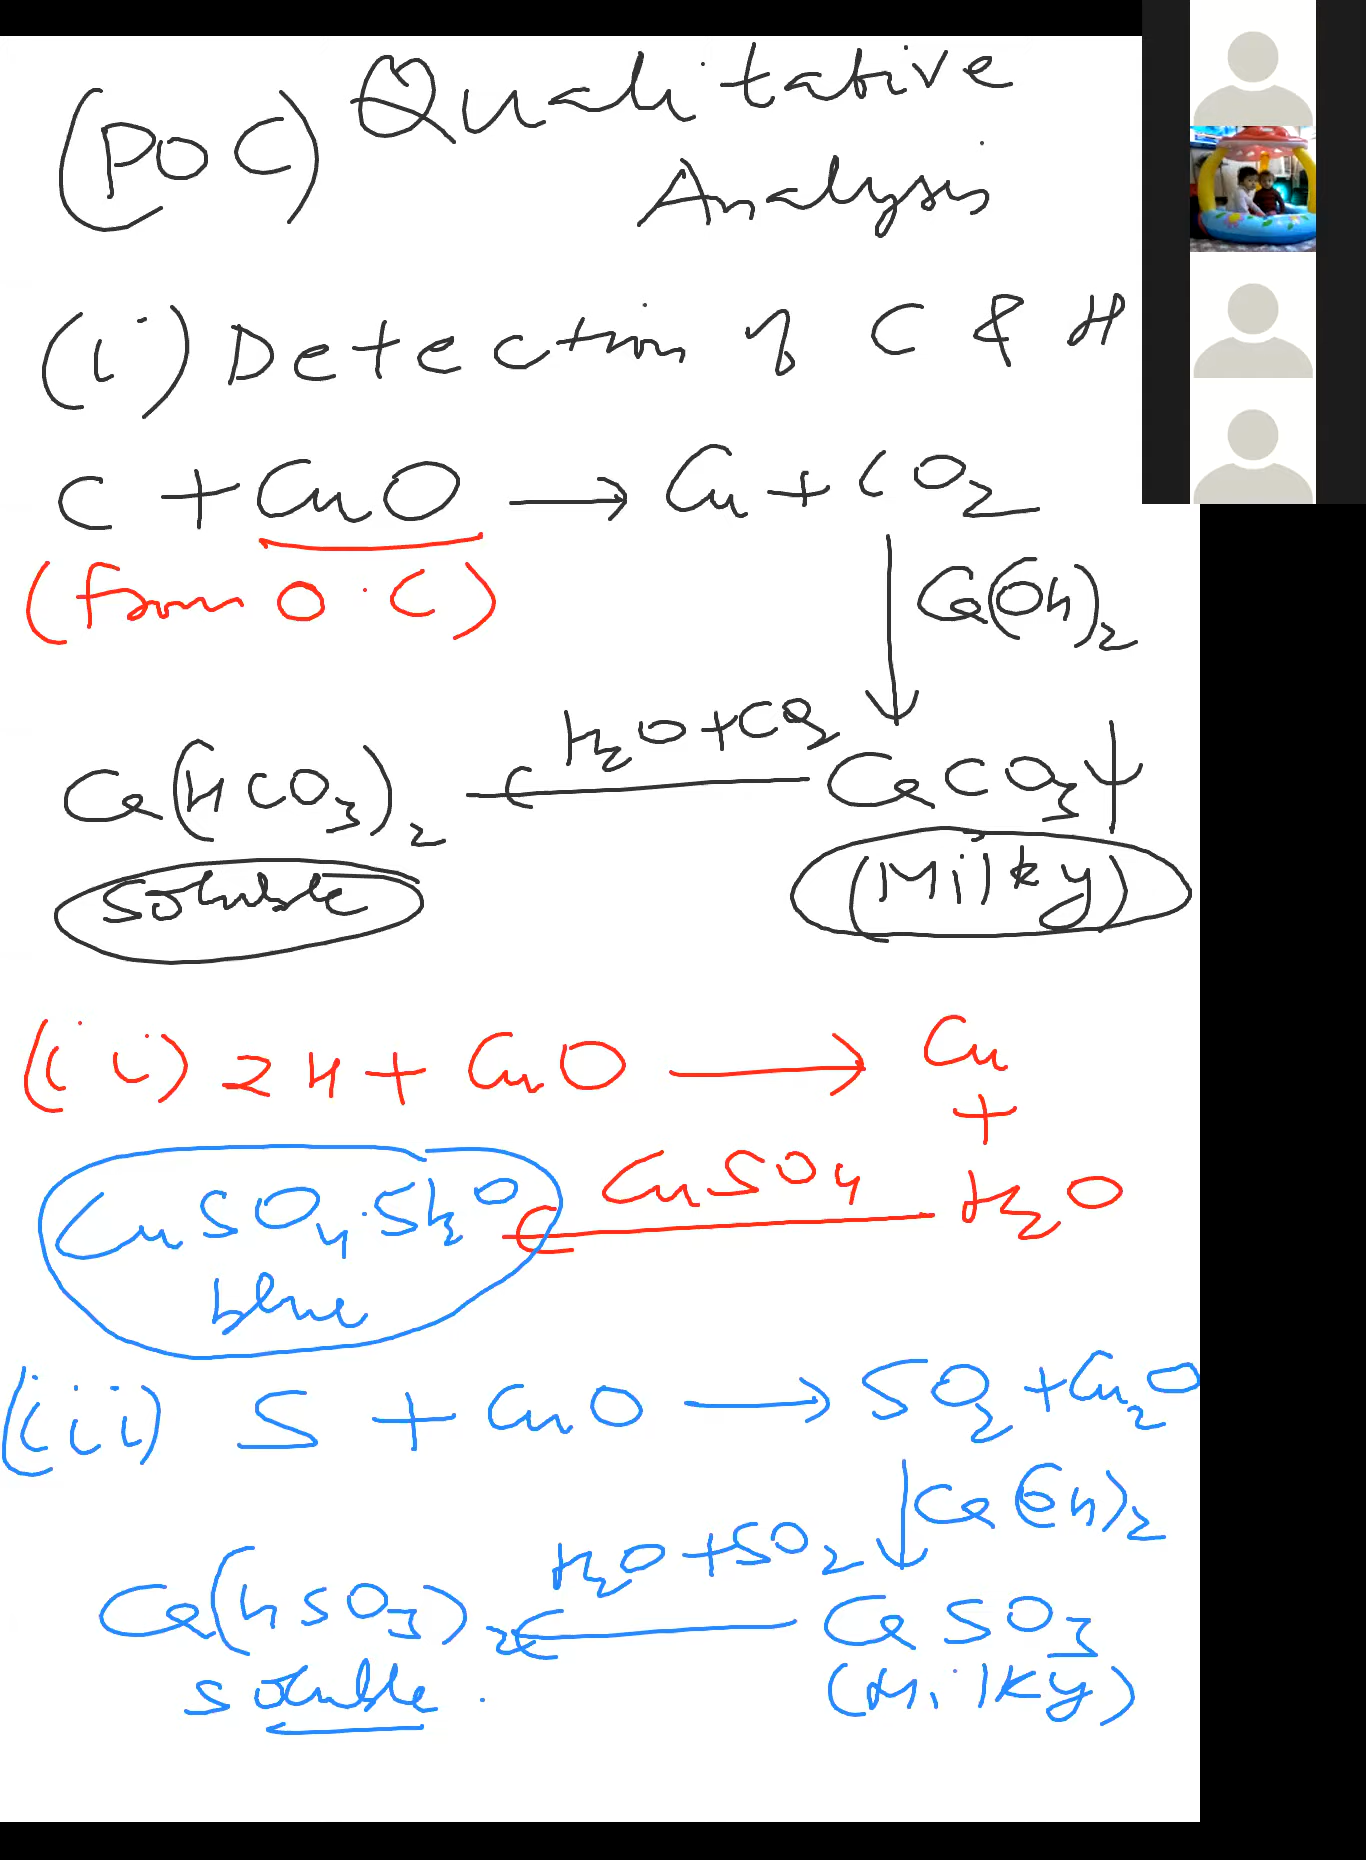 (POC) Qualitative
Analysis
(i) Detection of C & H
C + CuO → Cu + CO2
(from O.C)
↓ Ca(OH)2
Ca(HCO3)2 ← H2O + CO2 CaCO3↓
soluble (Milky)
(ii) 2H + CuO → Cu
+
CuSO4.5H2O ← CuSO4 H2O
blue
(iii) S + CuO → SO2 + Cu2O
↓ Ca(OH)2
Ca(HSO3)2 ← H2O + SO2 CaSO3
soluble. (Milky)